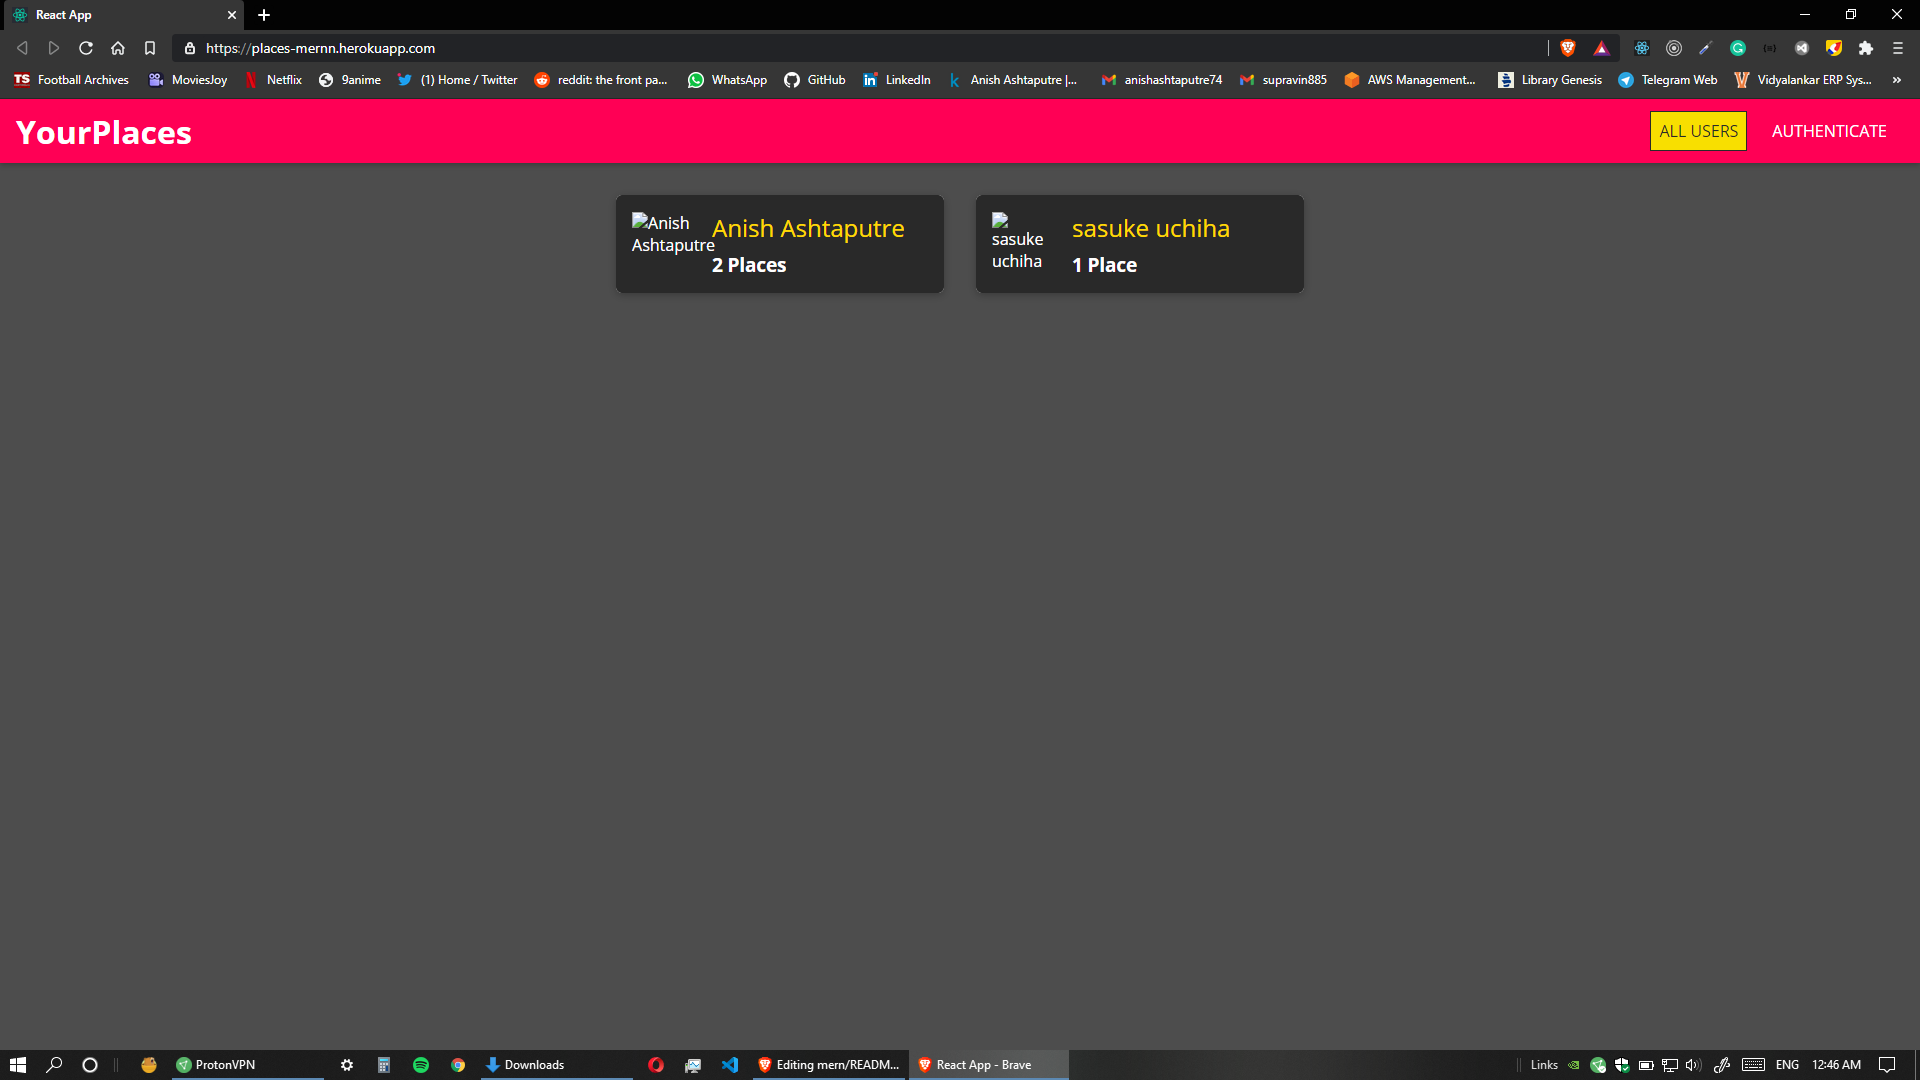 React App
https://places-mernn.herokuapp.com
TS Football Archives MoviesJoy Netflix 9anime (1) Home / Twitter reddit: the front pa... WhatsApp GitHub LinkedIn Anish Ashtaputre |... anishashtaputre74 supravin885 AWS Management... Library Genesis Telegram Web Vidyalankar ERP Sys... »
YourPlaces ALL USERS AUTHENTICATE
Anish
Ashtaputre
Anish Ashtaputre
2 Places
sasuke
uchiha
sasuke uchiha
1 Place
ProtonVPN Downloads Editing mern/READM... React App - Brave Links ENG 12:46 AM